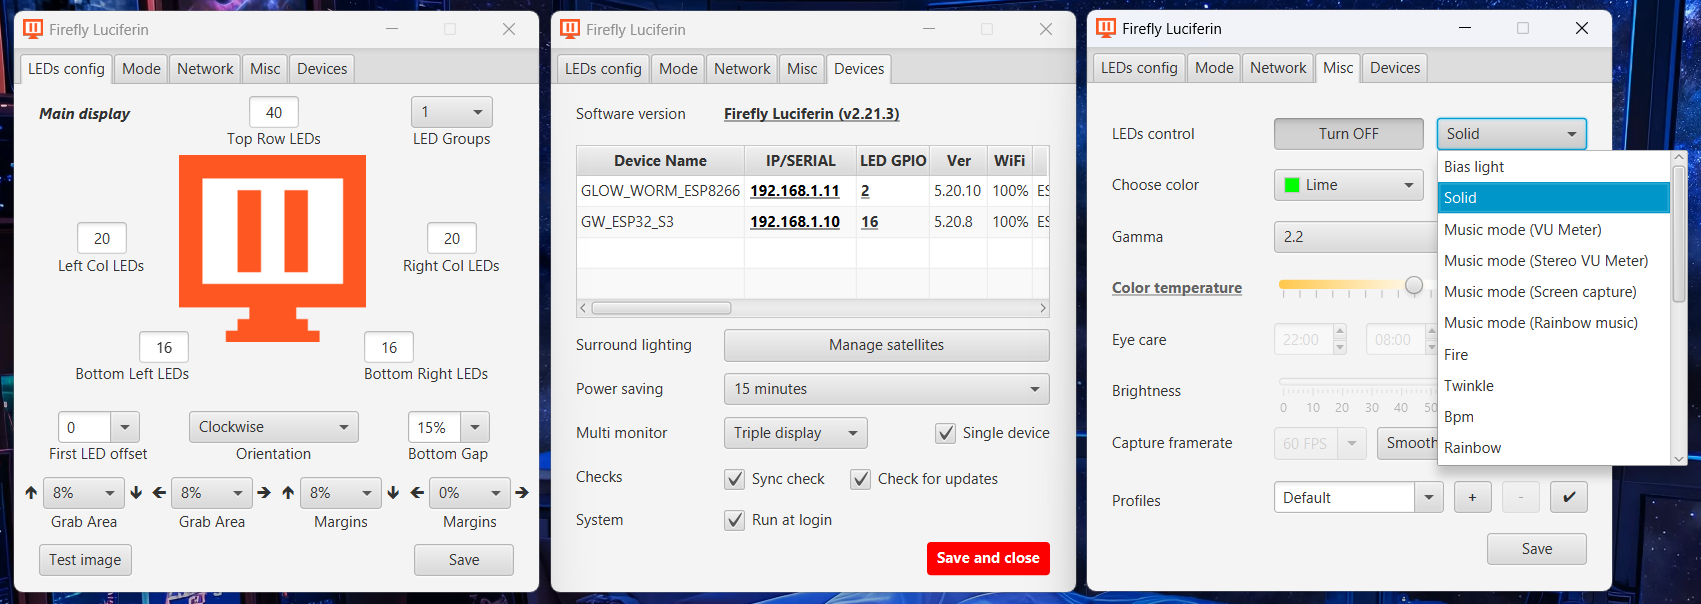 Firefly Luciferin
LEDs config Mode Network Misc Devices
Main display
40
Top Row LEDs
1
LED Groups
20
Left Col LEDs
20
Right Col LEDs
16
Bottom Left LEDs
16
Bottom Right LEDs
0
First LED offset
Clockwise
Orientation
15%
Bottom Gap
8%
Grab Area
8%
Grab Area
8%
Margins
0%
Margins
Test image
Save
Firefly Luciferin
LEDs config Mode Network Misc Devices
Software version Firefly Luciferin (v2.21.3)
Device Name IP/SERIAL LED GPIO Ver WiFi
GLOW_WORM_ESP8266 192.168.1.11 2 5.20.10 100% ES
GW_ESP32_S3 192.168.1.10 16 5.20.8 100% ES
Surround lighting Manage satellites
Power saving 15 minutes
Multi monitor Triple display Single device
Checks Sync check Check for updates
System Run at login
Save and close
Firefly Luciferin
LEDs config Mode Network Misc Devices
LEDs control Turn OFF Solid
Choose color Lime
Gamma 2.2
Color temperature
Eye care 22:00 08:00
Brightness
0 10 20 30 40 50
Capture framerate 60 FPS Smooth
Profiles Default + - ✔
Save
Bias light
Solid
Music mode (VU Meter)
Music mode (Stereo VU Meter)
Music mode (Screen capture)
Music mode (Rainbow music)
Fire
Twinkle
Bpm
Rainbow